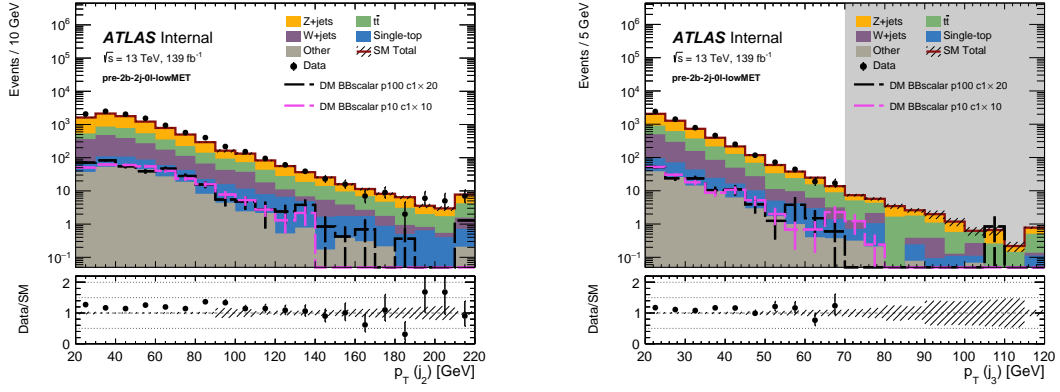 Events / 10 GeV
10⁶
10⁵
10⁴
10³
10²
10
1
10⁻¹
ATLAS Internal
√s = 13 TeV, 139 fb⁻¹
pre-2b-2j-0l-lowMET
Z+jets
tt̄
W+jets
Single-top
Other
SM Total
Data
DM BBscalar p100 c1× 20
DM BBscalar p10 c1× 10
Data/SM
2
1
0
20 40 60 80 100 120 140 160 180 200 220
p_T (j₂) [GeV]
Events / 5 GeV
10⁶
10⁵
10⁴
10³
10²
10
1
10⁻¹
ATLAS Internal
√s = 13 TeV, 139 fb⁻¹
pre-2b-2j-0l-lowMET
Z+jets
tt̄
W+jets
Single-top
Other
SM Total
Data
DM BBscalar p100 c1× 20
DM BBscalar p10 c1× 10
Data/SM
2
1
0
20 30 40 50 60 70 80 90 100 110 120
p_T (j₃) [GeV]